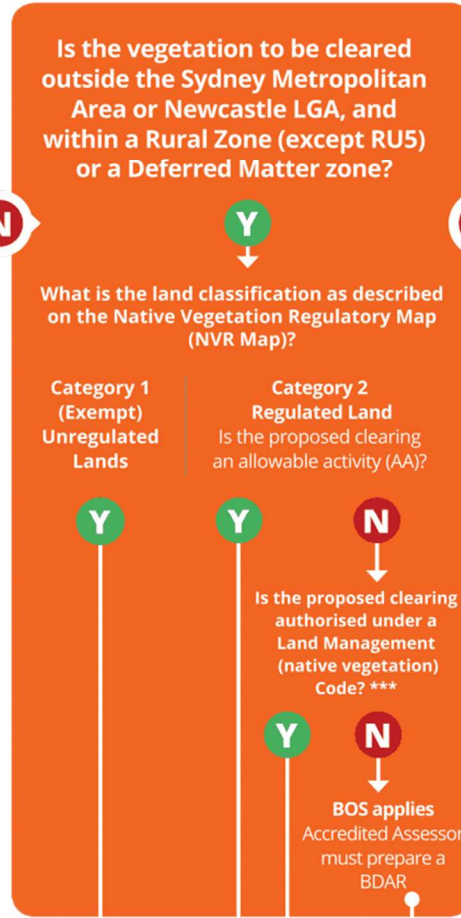 Is the vegetation to be cleared
outside the Sydney Metropolitan
Area or Newcastle LGA, and
within a Rural Zone (except RU5)
or a Deferred Matter zone?
N
Y
What is the land classification as described
on the Native Vegetation Regulatory Map
(NVR Map)?
Category 1
(Exempt)
Unregulated
Lands
Category 2
Regulated Land
Is the proposed clearing
an allowable activity (AA)?
Y
Y
N
Is the proposed clearing
authorised under a
Land Management
(native vegetation)
Code? ***
Y
N
BOS applies
Accredited Assessor
must prepare a
BDAR